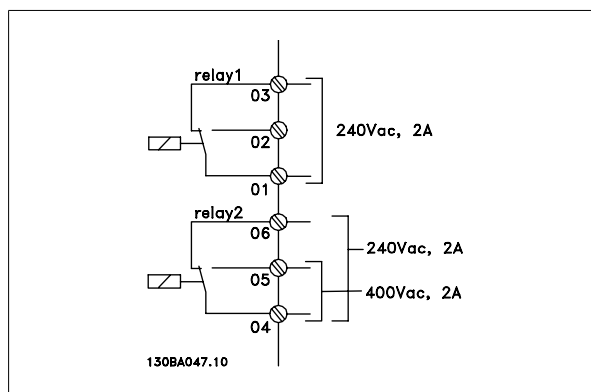 relay1
03
02
240Vac, 2A
01
relay2
06
240Vac, 2A
05
400Vac, 2A
04
130BA047.10